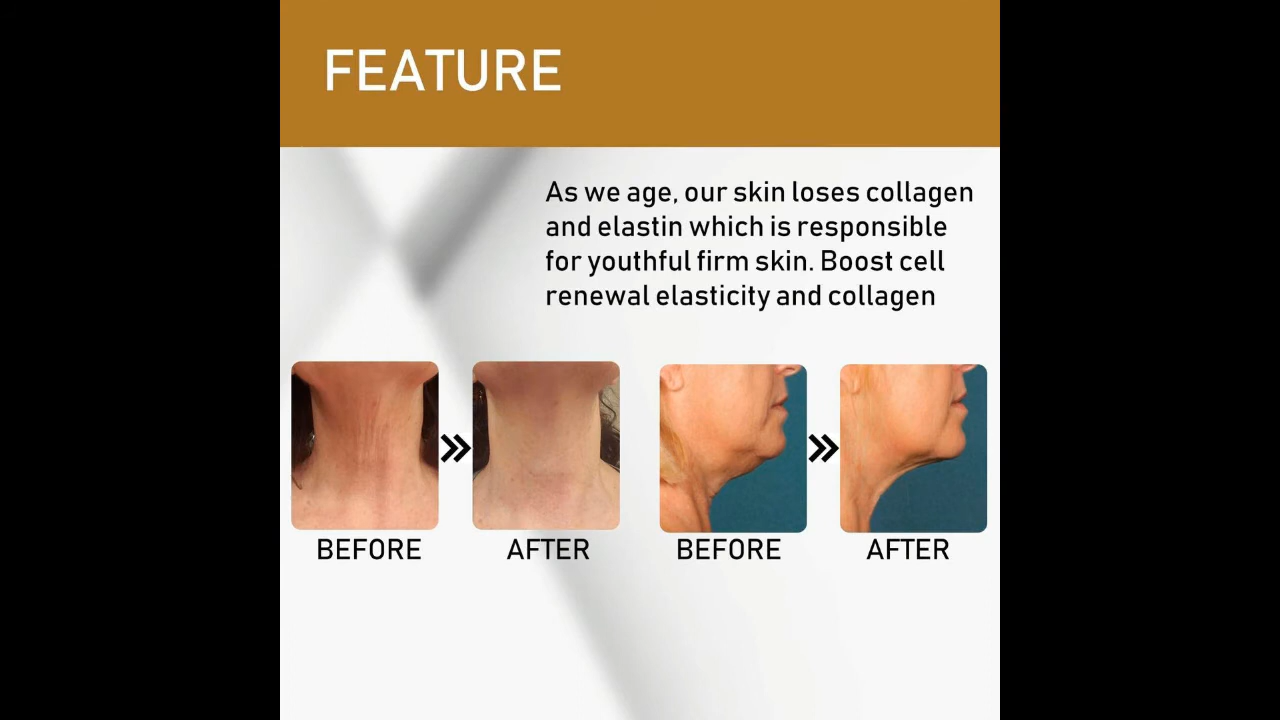 FEATURE
As we age, our skin loses collagen
and elastin which is responsible
for youthful firm skin. Boost cell
renewal elasticity and collagen
BEFORE
AFTER
BEFORE
AFTER